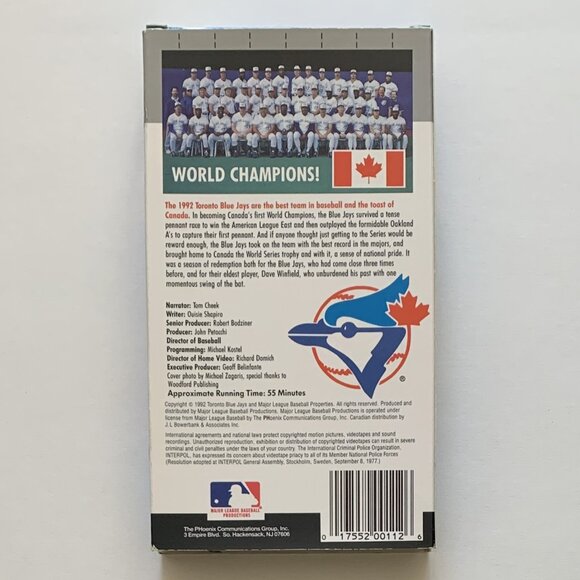 WORLD CHAMPIONS!
The 1992 Toronto Blue Jays are the best team in baseball and the toast of
Canada. In becoming Canada's first World Champions, the Blue Jays survived a tense
pennant race to win the American League East and then outplayed the formidable Oakland
A's to capture their first pennant. And if anyone thought just getting to the Series would
be reward enough, the Blue Jays took on the team with the best record in the majors, and
brought home to Canada the World Series trophy and with it, a sense of national pride. It
was a season of redemption both for the Blue Jays, who had come close three times
before, and for their eldest player, Dave Winfield, who unburdened his past with one
momentous swing of the bat.
Narrator: Tom Cheek
Writer: Ouisie Shapiro
Senior Producer: Robert Bodziner
Producer: John Petocchi
Director of Baseball
Programming: Michael Kostel
Director of Home Video: Richard Domich
Executive Producer: Geoff Belinfante
Cover photo by Michael Zagaris, special thanks to
Woodford Publishing
Approximate Running Time: 55 Minutes
Copyright © 1992 Toronto Blue Jays and Major League Baseball Properties. All rights reserved. Produced and
distributed by Major League Baseball Productions. Major League Baseball Productions is operated under
license from Major League Baseball by The PHoenix Communications Group, Inc. Canadian distribution by
J.L Bowerbank & Associates Inc.
International agreements and national laws protect copyrighted motion pictures, videotapes and sound
recordings. Unauthorized reproduction, exhibition or distribution of copyrighted videotapes can result in severe
criminal and civil penalties under the laws of your country. The International Criminal Police Organization,
INTERPOL, has expressed its concern about videotape privacy to all of its Member National Police Forces
(Resolution adopted at INTERPOL General Assembly, Stockholm, Sweden, September 8, 1977.)
®
MAJOR LEAGUE BASEBALL
PRODUCTIONS
The PHoenix Communications Group, Inc.
3 Empire Blvd. So. Hackensack, NJ 07606
0 17552 00112 6